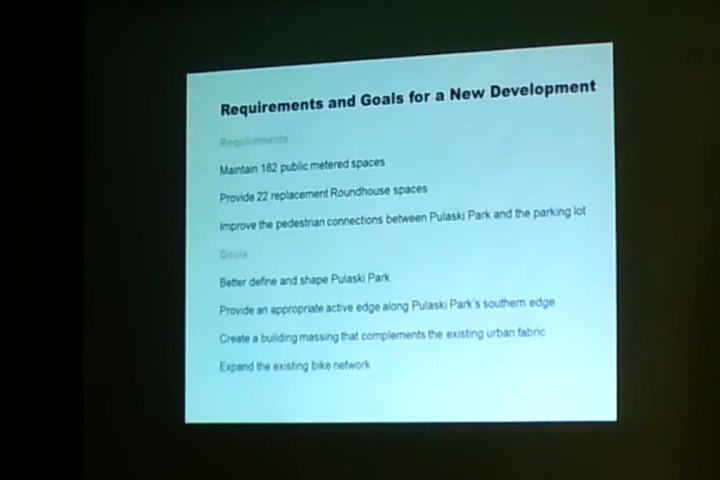 Requirements and Goals for a New Development
Requirements
Maintain 182 public metered spaces
Provide 22 replacement Roundhouse spaces
Improve the pedestrian connections between Pulaski Park and the parking lot
Goals
Better define and shape Pulaski Park
Provide an appropriate active edge along Pulaski Park's southern edge
Create a building massing that complements the existing urban fabric
Expand the existing bike network